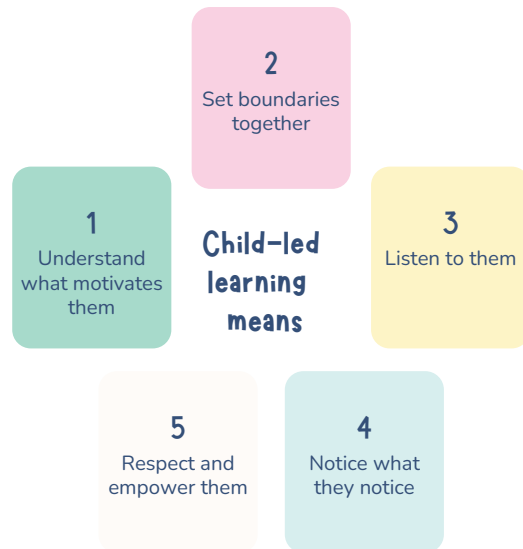 Child-led
learning
means
1
Understand
what motivates
them
2
Set boundaries
together
3
Listen to them
4
Notice what
they notice
5
Respect and
empower them